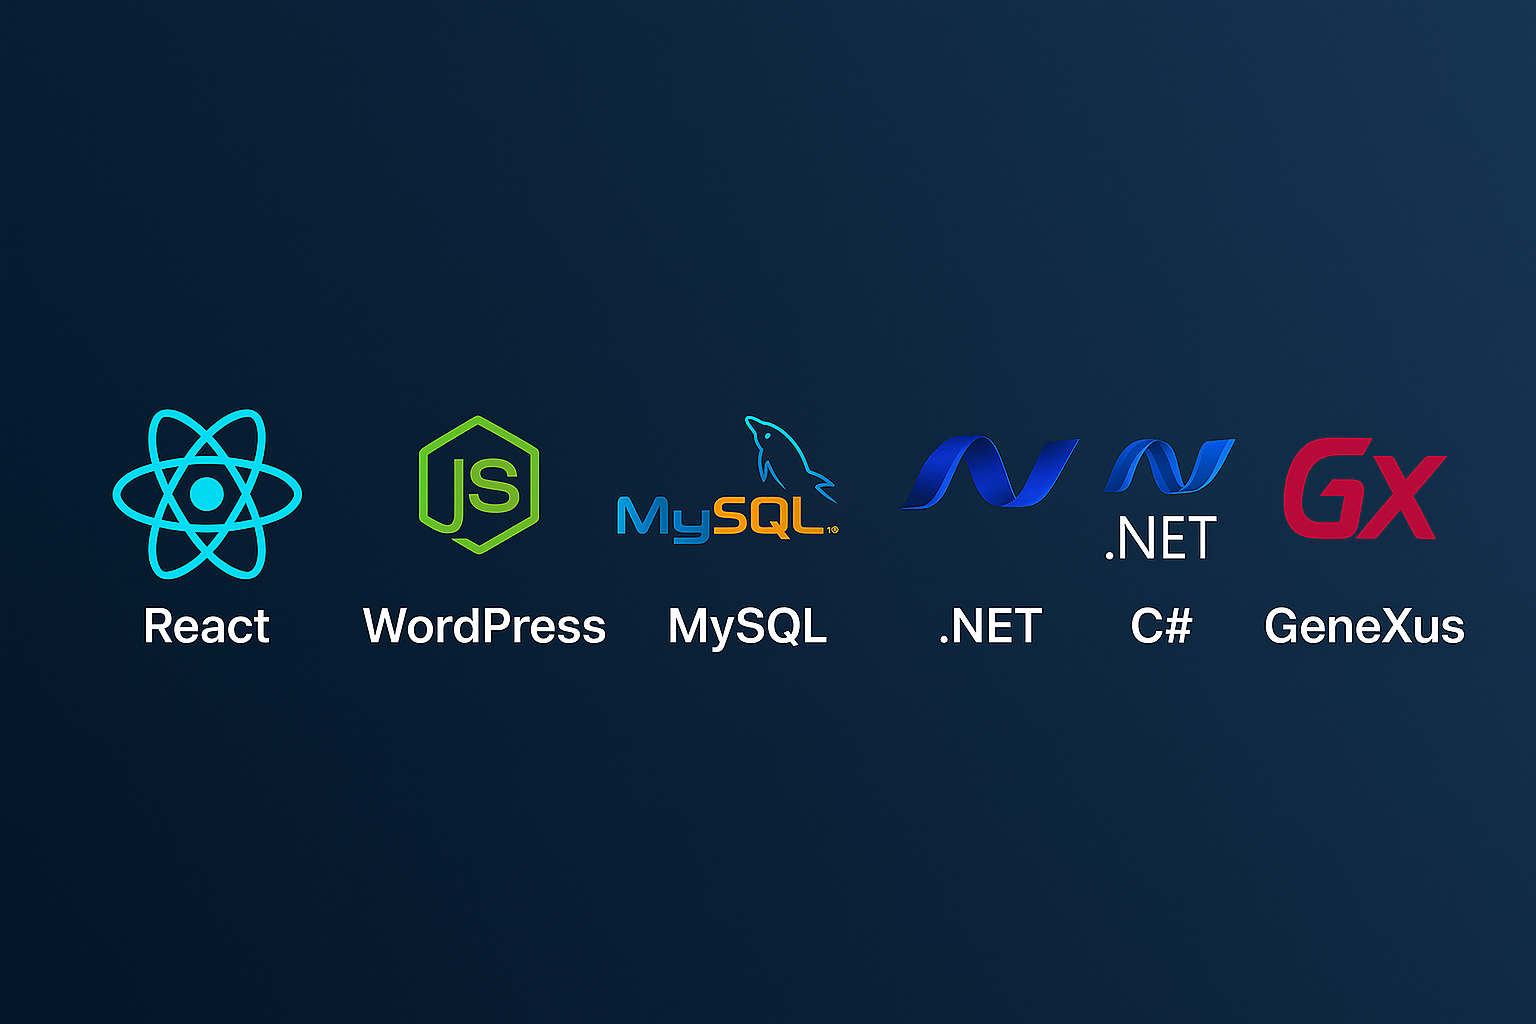 JS
MySQL
.NET
GX
React
WordPress
MySQL
.NET
C#
GeneXus